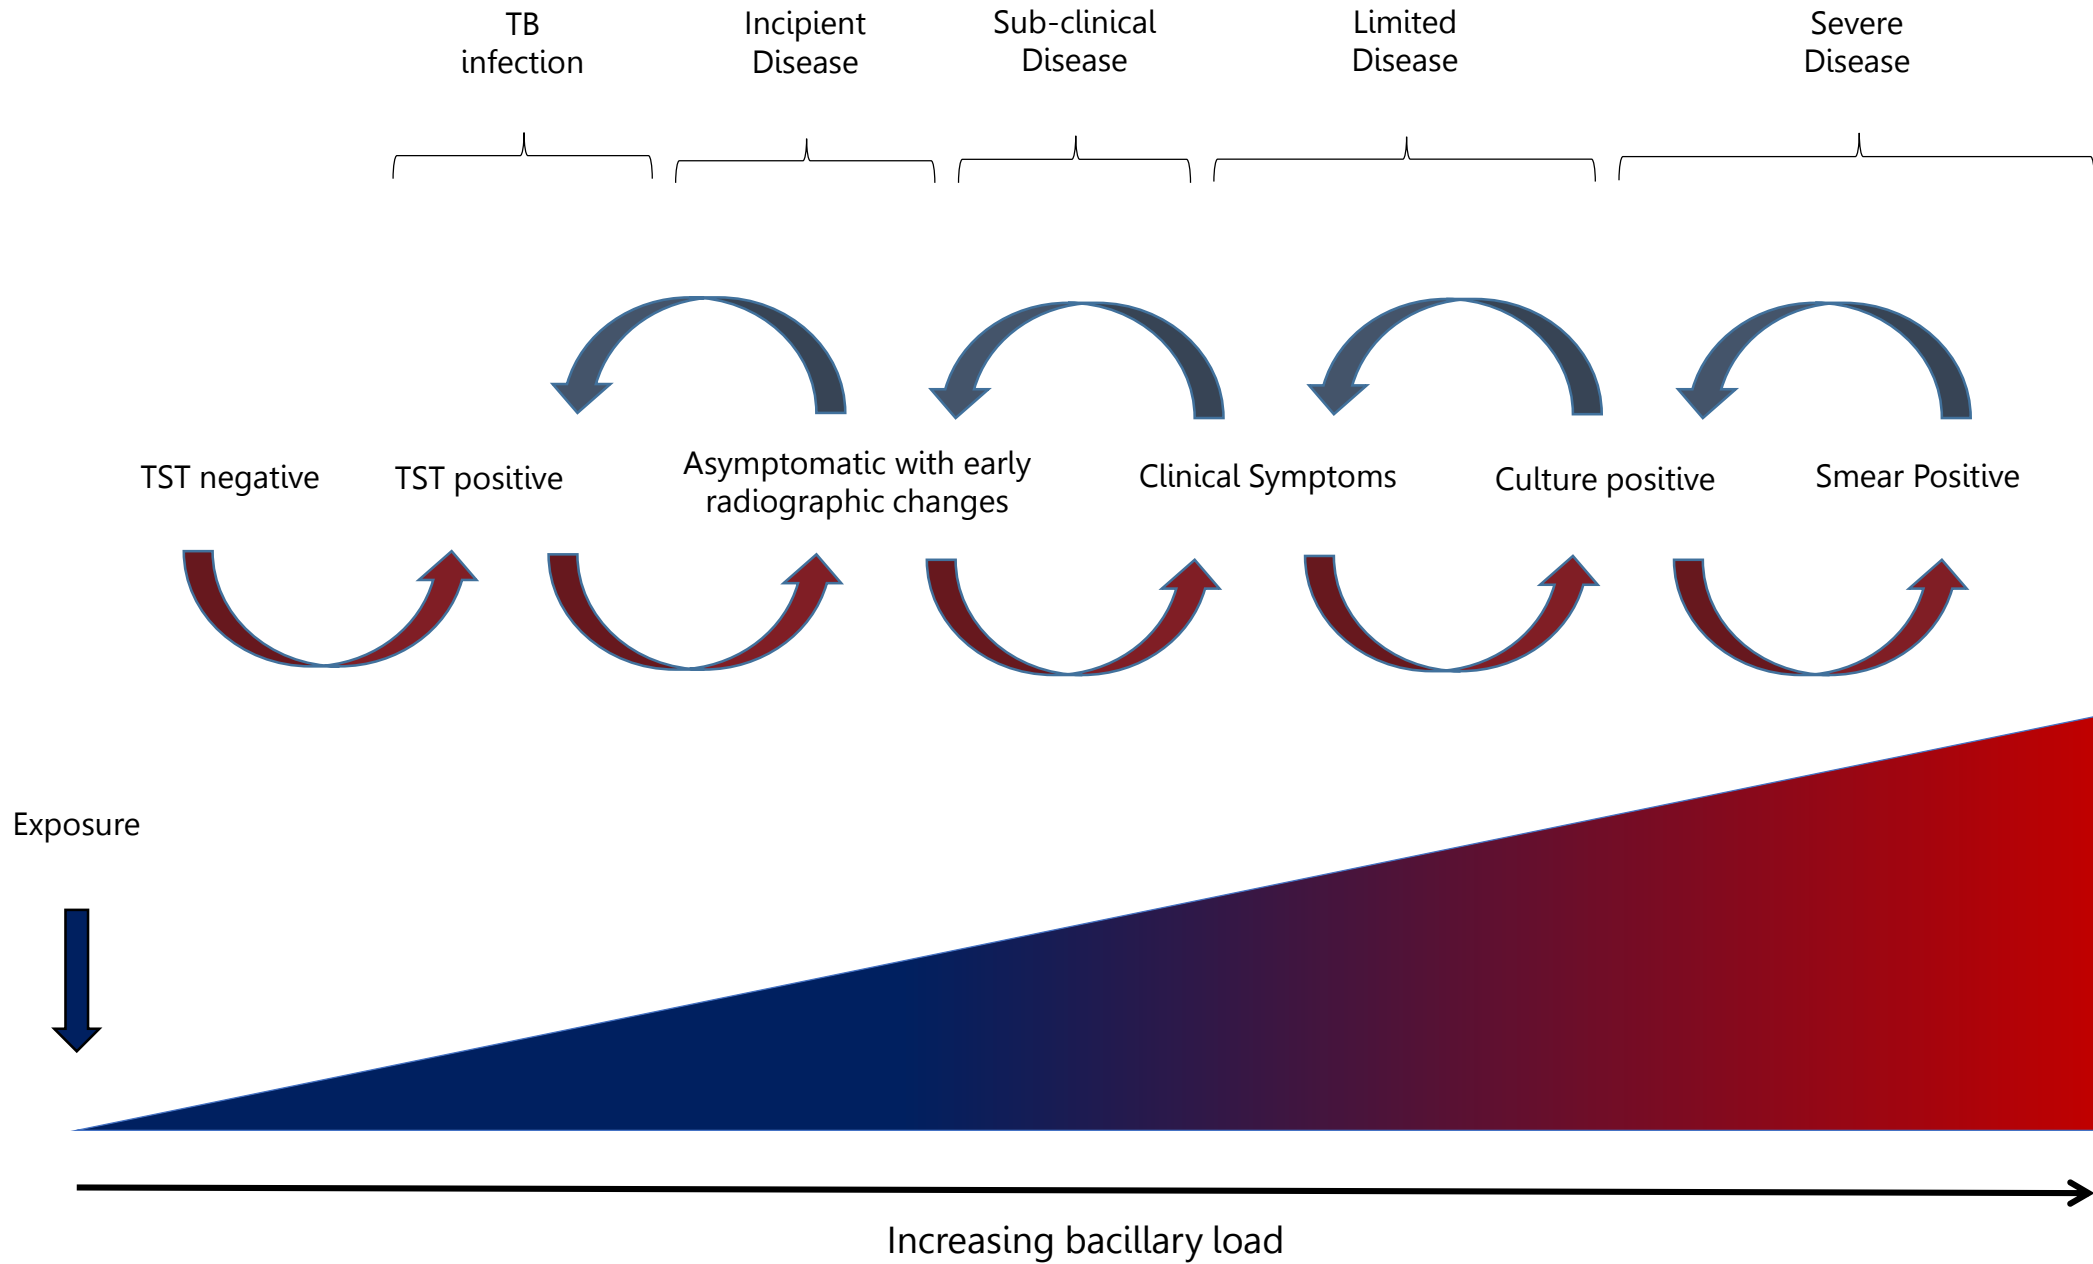 TB
infection
Incipient
Disease
Sub-clinical
Disease
Limited
Disease
Severe
Disease
TST negative
TST positive
Asymptomatic with early
radiographic changes
Clinical Symptoms
Culture positive
Smear Positive
Exposure
Increasing bacillary load